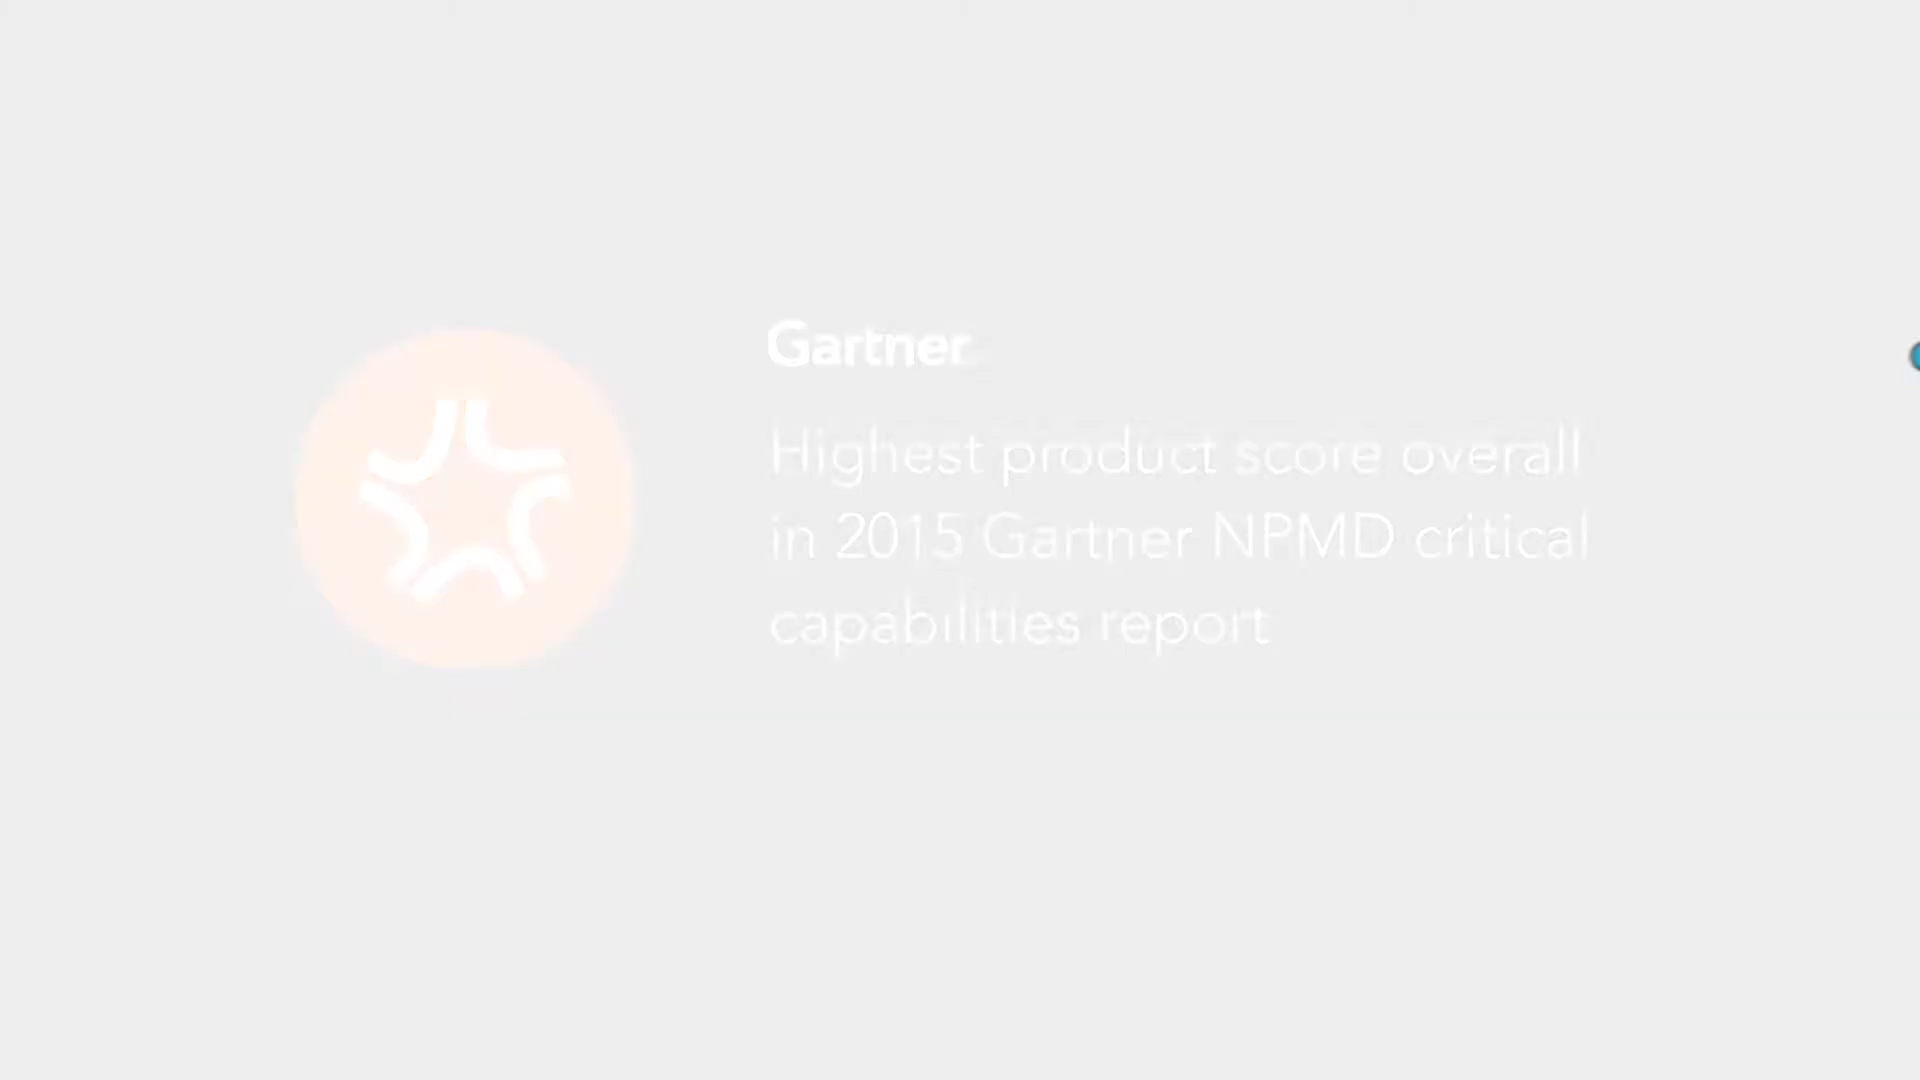 Gartner
Highest product score overall
in 2015 Gartner NPMD critical
capabilities report